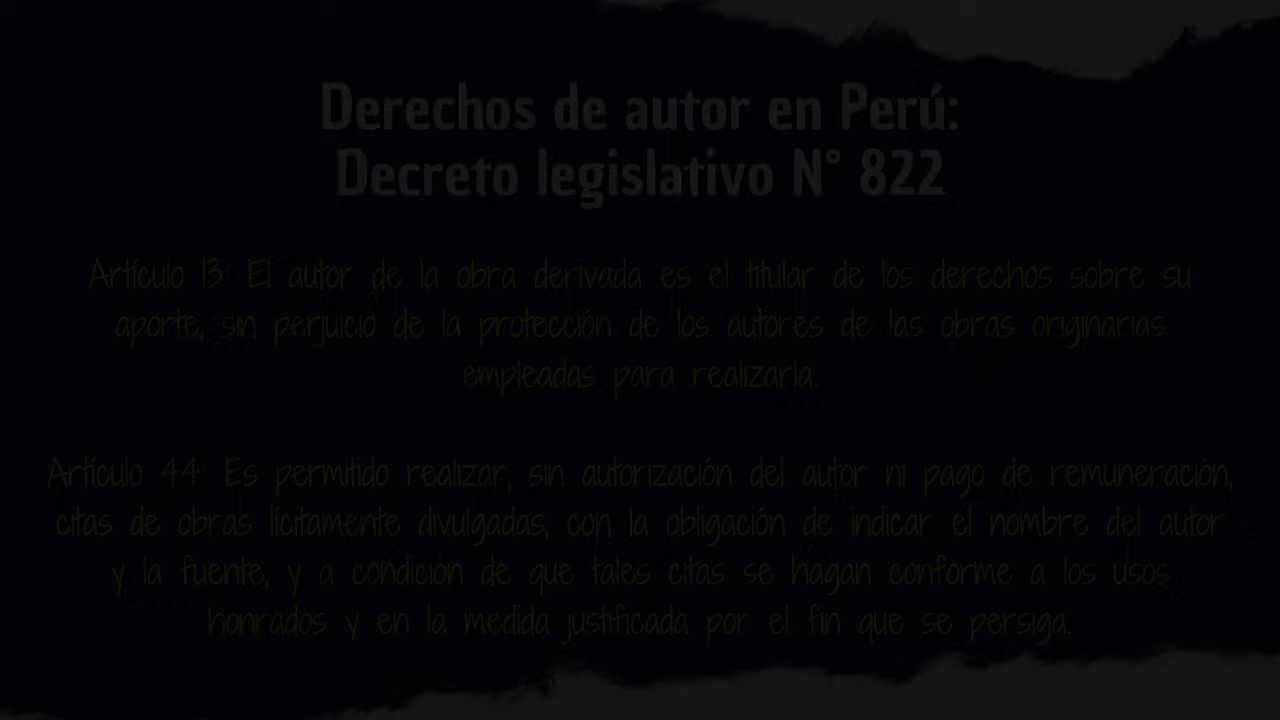 Derechos de autor en Perú:
Decreto legislativo N° 822
Artículo 13: El autor de la obra derivada es el titular de los derechos sobre su
aporte, sin perjuicio de la protección de los autores de las obras originarias
empleadas para realizarla.
Artículo 44: Es permitido realizar, sin autorización del autor ni pago de remuneración,
citas de obras lícitamente divulgadas, con la obligación de indicar el nombre del autor
y la fuente, y a condición de que tales citas se hagan conforme a los usos
honrados y en la medida justificada por el fin que se persiga.